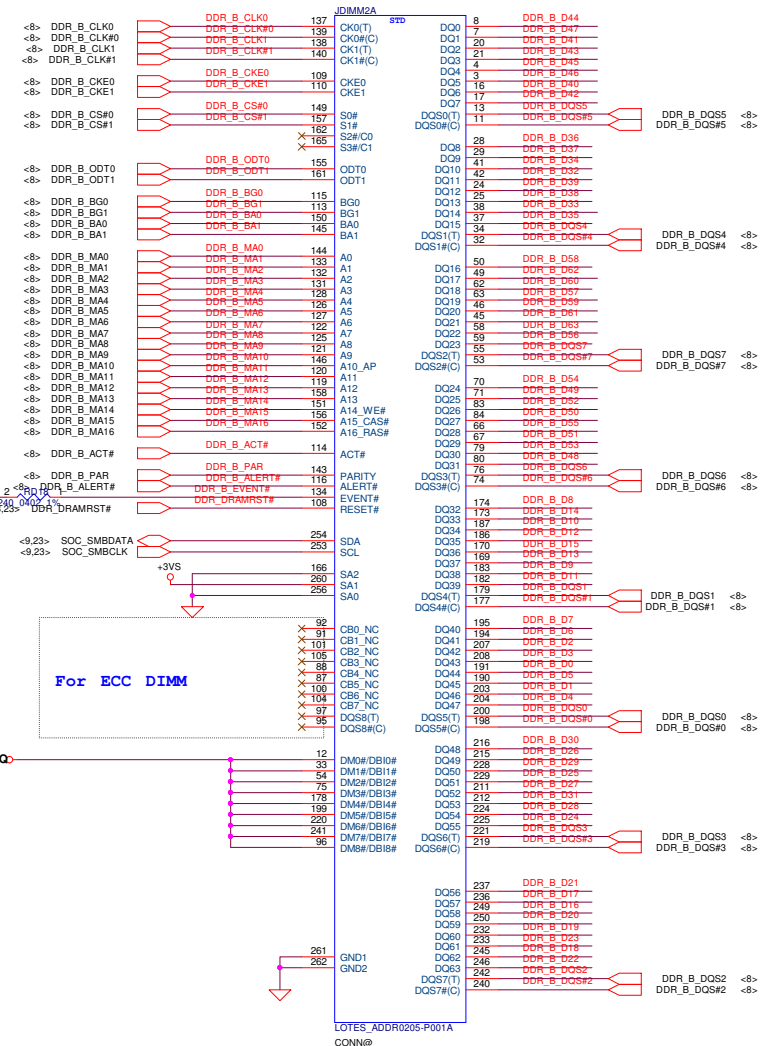 JDIMM2A
STD
<8> DDR_B_CLK0 DDR_B_CLK0 137 CK0(T)
<8> DDR_B_CLK#0 DDR_B_CLK#0 139 CK0#(C)
<8> DDR_B_CLK1 DDR_B_CLK1 138 CK1(T)
<8> DDR_B_CLK#1 DDR_B_CLK#1 140 CK1#(C)
<8> DDR_B_CKE0 DDR_B_CKE0 109 CKE0
<8> DDR_B_CKE1 DDR_B_CKE1 110 CKE1
<8> DDR_B_CS#0 DDR_B_CS#0 149 S0#
<8> DDR_B_CS#1 DDR_B_CS#1 157 S1#
162 S2#/C0
165 S3#/C1
<8> DDR_B_ODT0 DDR_B_ODT0 155 ODT0
<8> DDR_B_ODT1 DDR_B_ODT1 161 ODT1
<8> DDR_B_BG0 DDR_B_BG0 115 BG0
<8> DDR_B_BG1 DDR_B_BG1 113 BG1
<8> DDR_B_BA0 DDR_B_BA0 150 BA0
<8> DDR_B_BA1 DDR_B_BA1 145 BA1
<8> DDR_B_MA0 DDR_B_MA0 144 A0
<8> DDR_B_MA1 DDR_B_MA1 133 A1
<8> DDR_B_MA2 DDR_B_MA2 132 A2
<8> DDR_B_MA3 DDR_B_MA3 131 A3
<8> DDR_B_MA4 DDR_B_MA4 128 A4
<8> DDR_B_MA5 DDR_B_MA5 126 A5
<8> DDR_B_MA6 DDR_B_MA6 127 A6
<8> DDR_B_MA7 DDR_B_MA7 122 A7
<8> DDR_B_MA8 DDR_B_MA8 125 A8
<8> DDR_B_MA9 DDR_B_MA9 121 A9
<8> DDR_B_MA10 DDR_B_MA10 146 A10_AP
<8> DDR_B_MA11 DDR_B_MA11 120 A11
<8> DDR_B_MA12 DDR_B_MA12 119 A12
<8> DDR_B_MA13 DDR_B_MA13 158 A13
<8> DDR_B_MA14 DDR_B_MA14 151 A14_WE#
<8> DDR_B_MA15 DDR_B_MA15 156 A15_CAS#
<8> DDR_B_MA16 DDR_B_MA16 152 A16_RAS#
<8> DDR_B_ACT# DDR_B_ACT# 114 ACT#
<8> DDR_B_PAR DDR_B_PAR 143 PARITY
<8> DDR_B_ALERT# DDR_B_ALERT# 116 ALERT#
2 RD18 1 DDR_B_EVENT# 134 EVENT#
240_0402_1%
,23> DDR_DRAMRST# DDR_DRAMRST# 108 RESET#
<9,23> SOC_SMBDATA 254 SDA
<9,23> SOC_SMBCLK 253 SCL
+3VS
166 SA2
260 SA1
256 SA0
For ECC DIMM
92 CB0_NC
91 CB1_NC
101 CB2_NC
105 CB3_NC
88 CB4_NC
87 CB5_NC
100 CB6_NC
104 CB7_NC
97 DQS8(T)
95 DQS8#(C)
Q
12 DM0#/DBI0#
33 DM1#/DBI1#
54 DM2#/DBI2#
75 DM3#/DBI3#
178 DM4#/DBI4#
199 DM5#/DBI5#
220 DM6#/DBI6#
241 DM7#/DBI7#
96 DM8#/DBI8#
261 GND1
262 GND2
DQ0 8 DDR_B_D44
DQ1 7 DDR_B_D47
DQ2 20 DDR_B_D41
DQ3 21 DDR_B_D43
DQ4 4 DDR_B_D45
DQ5 3 DDR_B_D46
DQ6 16 DDR_B_D40
DQ7 17 DDR_B_D42
DQS0(T) 13 DDR_B_DQS5 DDR_B_DQS5 <8>
DQS0#(C) 11 DDR_B_DQS#5 DDR_B_DQS#5 <8>
DQ8 28 DDR_B_D36
DQ9 29 DDR_B_D37
DQ10 41 DDR_B_D34
DQ11 42 DDR_B_D32
DQ12 24 DDR_B_D39
DQ13 25 DDR_B_D38
DQ14 38 DDR_B_D33
DQ15 37 DDR_B_D35
DQS1(T) 34 DDR_B_DQS4 DDR_B_DQS4 <8>
DQS1#(C) 32 DDR_B_DQS#4 DDR_B_DQS#4 <8>
DQ16 50 DDR_B_D58
DQ17 49 DDR_B_D62
DQ18 62 DDR_B_D60
DQ19 63 DDR_B_D57
DQ20 46 DDR_B_D59
DQ21 45 DDR_B_D61
DQ22 58 DDR_B_D63
DQ23 59 DDR_B_D56
DQS2(T) 55 DDR_B_DQS7 DDR_B_DQS7 <8>
DQS2#(C) 53 DDR_B_DQS#7 DDR_B_DQS#7 <8>
DQ24 70 DDR_B_D54
DQ25 71 DDR_B_D49
DQ26 83 DDR_B_D52
DQ27 84 DDR_B_D50
DQ28 66 DDR_B_D55
DQ29 67 DDR_B_D51
DQ30 79 DDR_B_D53
DQ31 80 DDR_B_D48
DQS3(T) 76 DDR_B_DQS6 DDR_B_DQS6 <8>
DQS3#(C) 74 DDR_B_DQS#6 DDR_B_DQS#6 <8>
DQ32 174 DDR_B_D8
DQ33 173 DDR_B_D14
DQ34 187 DDR_B_D10
DQ35 186 DDR_B_D12
DQ36 170 DDR_B_D15
DQ37 169 DDR_B_D13
DQ38 183 DDR_B_D9
DQ39 182 DDR_B_D11
DQS4(T) 179 DDR_B_DQS1 DDR_B_DQS1 <8>
DQS4#(C) 177 DDR_B_DQS#1 DDR_B_DQS#1 <8>
DQ40 195 DDR_B_D7
DQ41 194 DDR_B_D6
DQ42 207 DDR_B_D2
DQ43 208 DDR_B_D3
DQ44 191 DDR_B_D0
DQ45 190 DDR_B_D5
DQ46 203 DDR_B_D1
DQ47 204 DDR_B_D4
DQS5(T) 200 DDR_B_DQS0 DDR_B_DQS0 <8>
DQS5#(C) 198 DDR_B_DQS#0 DDR_B_DQS#0 <8>
DQ48 216 DDR_B_D30
DQ49 215 DDR_B_D26
DQ50 228 DDR_B_D29
DQ51 229 DDR_B_D25
DQ52 211 DDR_B_D27
DQ53 212 DDR_B_D31
DQ54 224 DDR_B_D28
DQ55 225 DDR_B_D24
DQS6(T) 221 DDR_B_DQS3 DDR_B_DQS3 <8>
DQS6#(C) 219 DDR_B_DQS#3 DDR_B_DQS#3 <8>
DQ56 237 DDR_B_D21
DQ57 236 DDR_B_D17
DQ58 249 DDR_B_D16
DQ59 250 DDR_B_D20
DQ60 232 DDR_B_D19
DQ61 233 DDR_B_D23
DQ62 245 DDR_B_D18
DQ63 246 DDR_B_D22
DQS7(T) 242 DDR_B_DQS2 DDR_B_DQS2 <8>
DQS7#(C) 240 DDR_B_DQS#2 DDR_B_DQS#2 <8>
LOTES_ADDR0205-P001A
CONN@